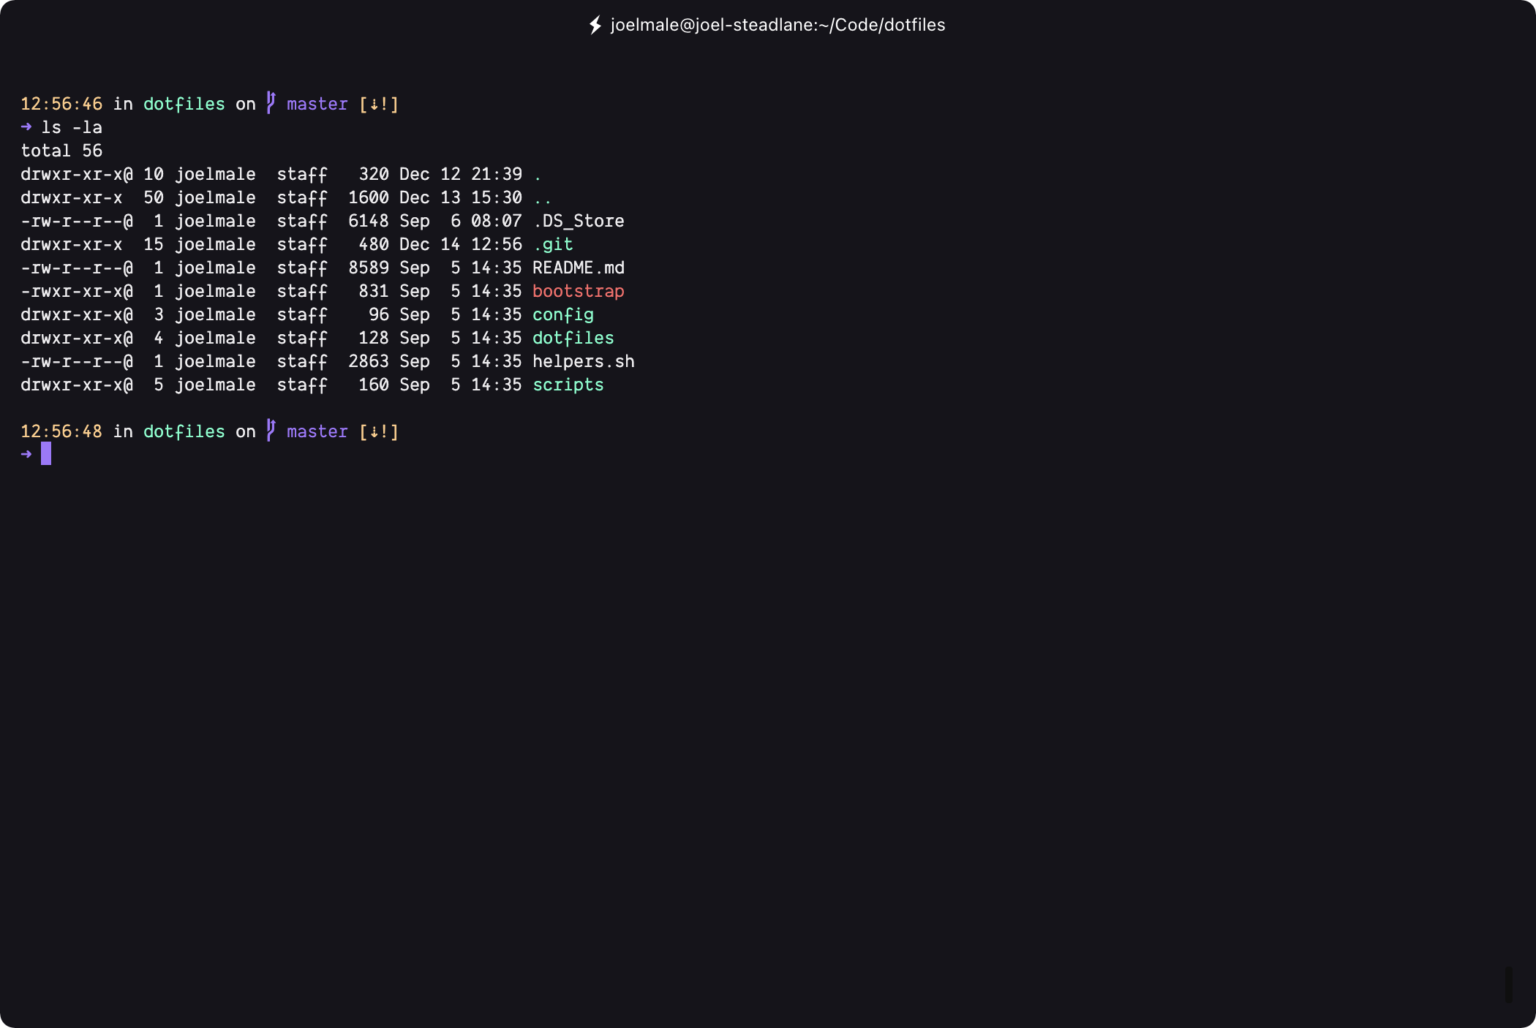 joelmale@joel-steadlane:~/Code/dotfiles
12:56:46 in dotfiles on master [↓!]
➜ ls -la
total 56
drwxr-xr-x@ 10 joelmale  staff   320 Dec 12 21:39 .
drwxr-xr-x  50 joelmale  staff  1600 Dec 13 15:30 ..
-rw-r--r--@  1 joelmale  staff  6148 Sep  6 08:07 .DS_Store
drwxr-xr-x  15 joelmale  staff   480 Dec 14 12:56 .git
-rw-r--r--@  1 joelmale  staff  8589 Sep  5 14:35 README.md
-rwxr-xr-x@  1 joelmale  staff   831 Sep  5 14:35 bootstrap
drwxr-xr-x@  3 joelmale  staff    96 Sep  5 14:35 config
drwxr-xr-x@  4 joelmale  staff   128 Sep  5 14:35 dotfiles
-rw-r--r--@  1 joelmale  staff  2863 Sep  5 14:35 helpers.sh
drwxr-xr-x@  5 joelmale  staff   160 Sep  5 14:35 scripts
12:56:48 in dotfiles on master [↓!]
➜